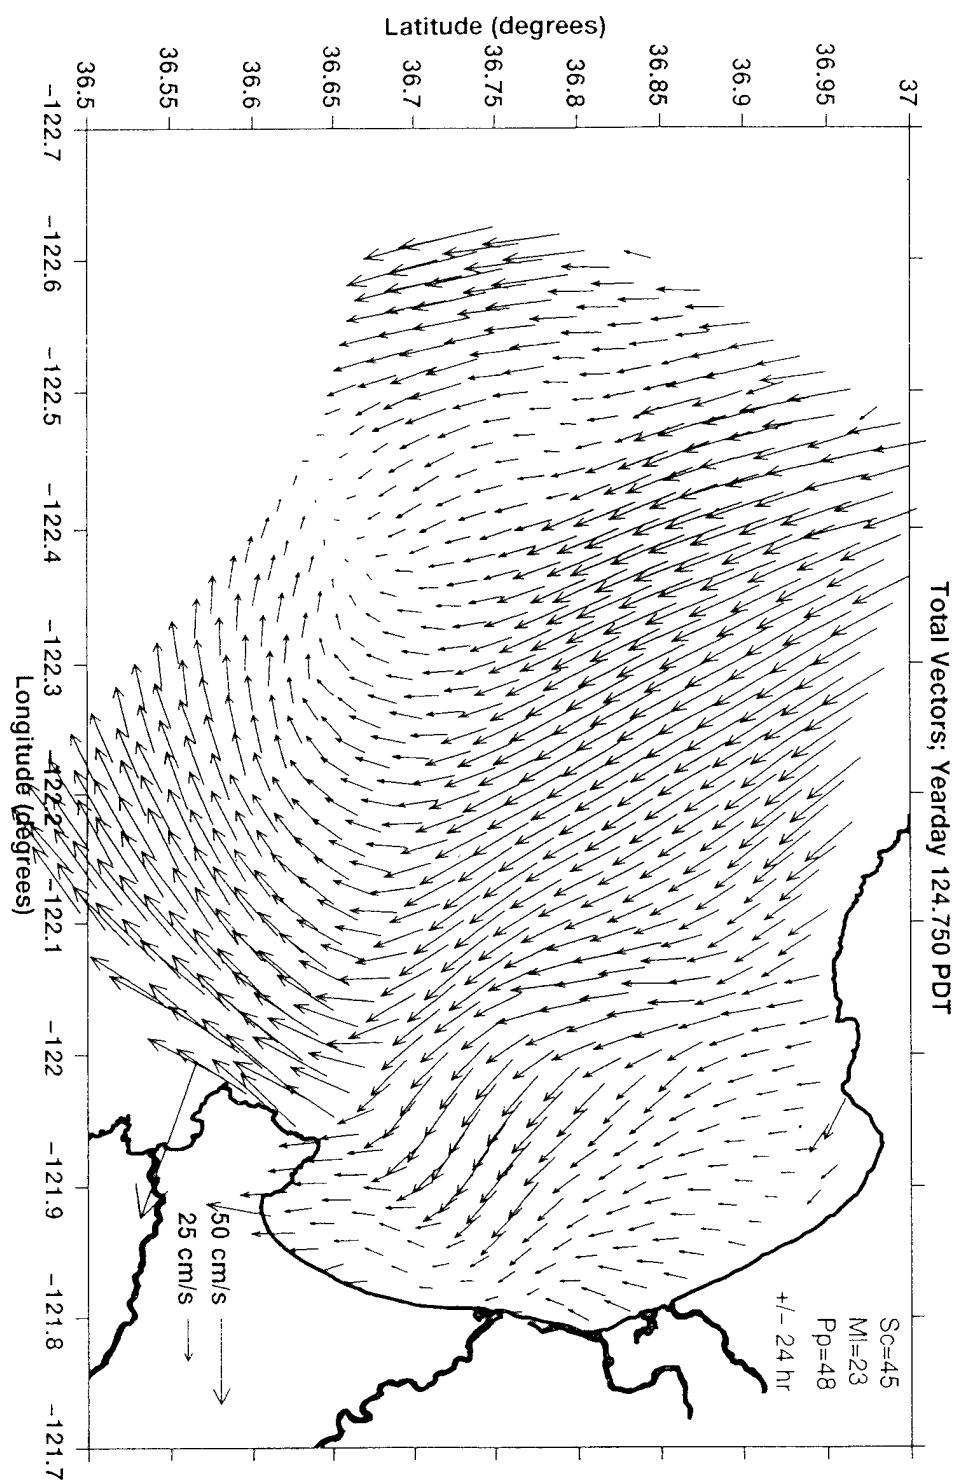 Total Vectors; Yearday 124.750 PDT
Latitude (degrees)
37
36.95
36.9
36.85
36.8
36.75
36.7
36.65
36.6
36.55
36.5
−122.7
−122.6
−122.5
−122.4
−122.3
−122.2
−122.1
−122
−121.9
−121.8
−121.7
Longitude (degrees)
Sc=45
Ml=23
Pp=48
+/− 24 hr
50 cm/s
25 cm/s